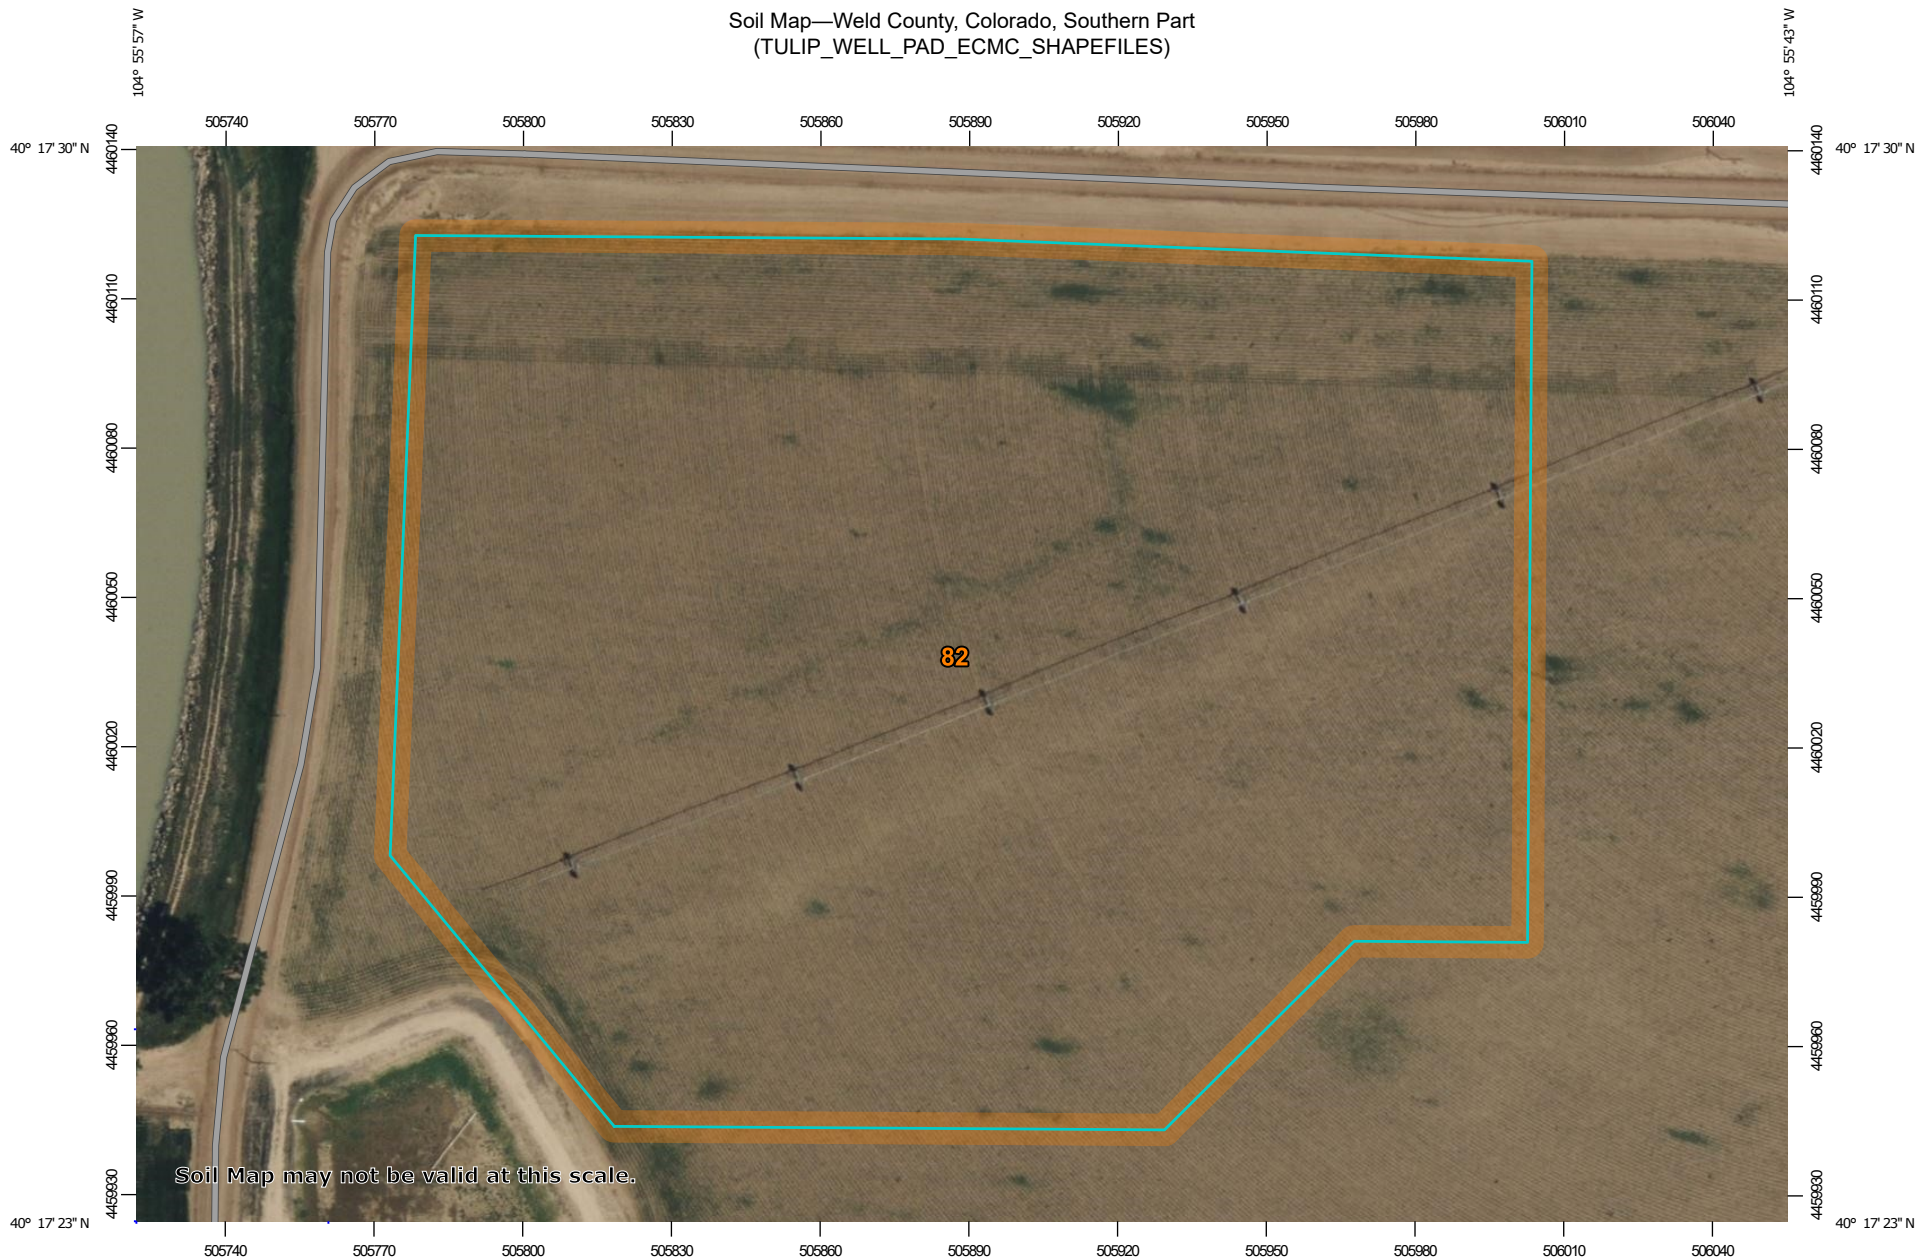 Soil Map—Weld County, Colorado, Southern Part
(TULIP_WELL_PAD_ECMC_SHAPEFILES)
104° 55' 57'' W
104° 55' 43'' W
505740 505770 505800 505830 505860 505890 505920 505950 505980 506010 506040
40° 17' 30'' N
40° 17' 30'' N
4460140
4460140
4460110
4460110
4460080
4460080
4460050
4460050
82
4460020
4460020
4459990
4459990
4459960
4459960
Soil Map may not be valid at this scale.
4459930
4459930
40° 17' 23'' N
40° 17' 23'' N
505740 505770 505800 505830 505860 505890 505920 505950 505980 506010 506040